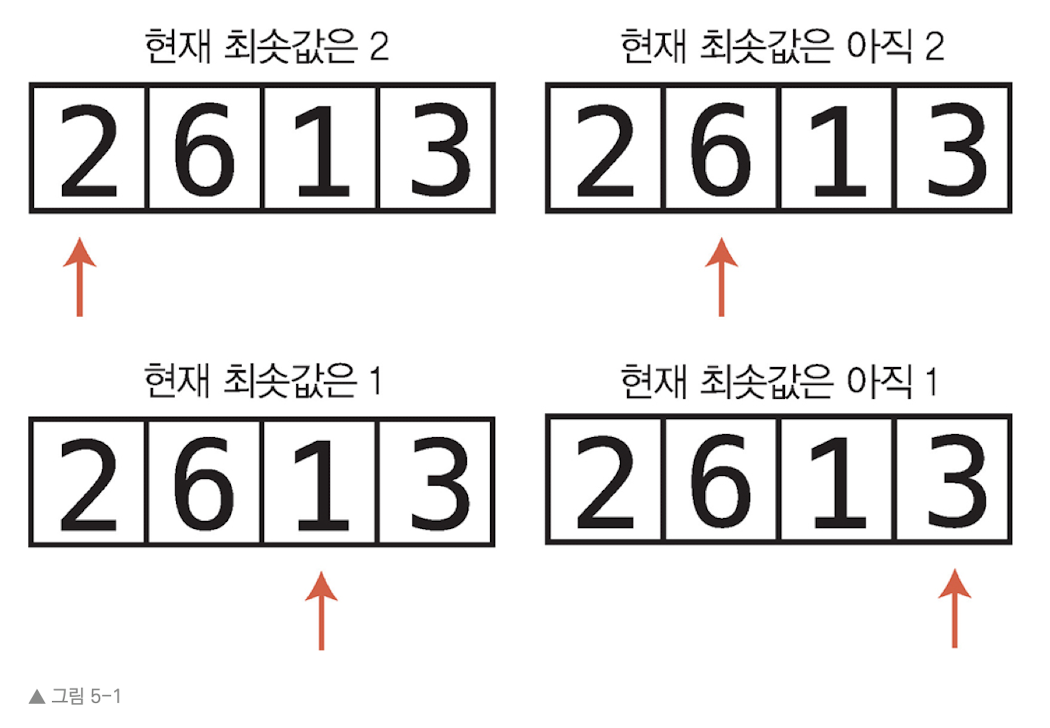 현재 최솟값은 2
2 6 1 3
현재 최솟값은 아직 2
2 6 1 3
현재 최솟값은 1
2 6 1 3
현재 최솟값은 아직 1
2 6 1 3
▲ 그림 5-1